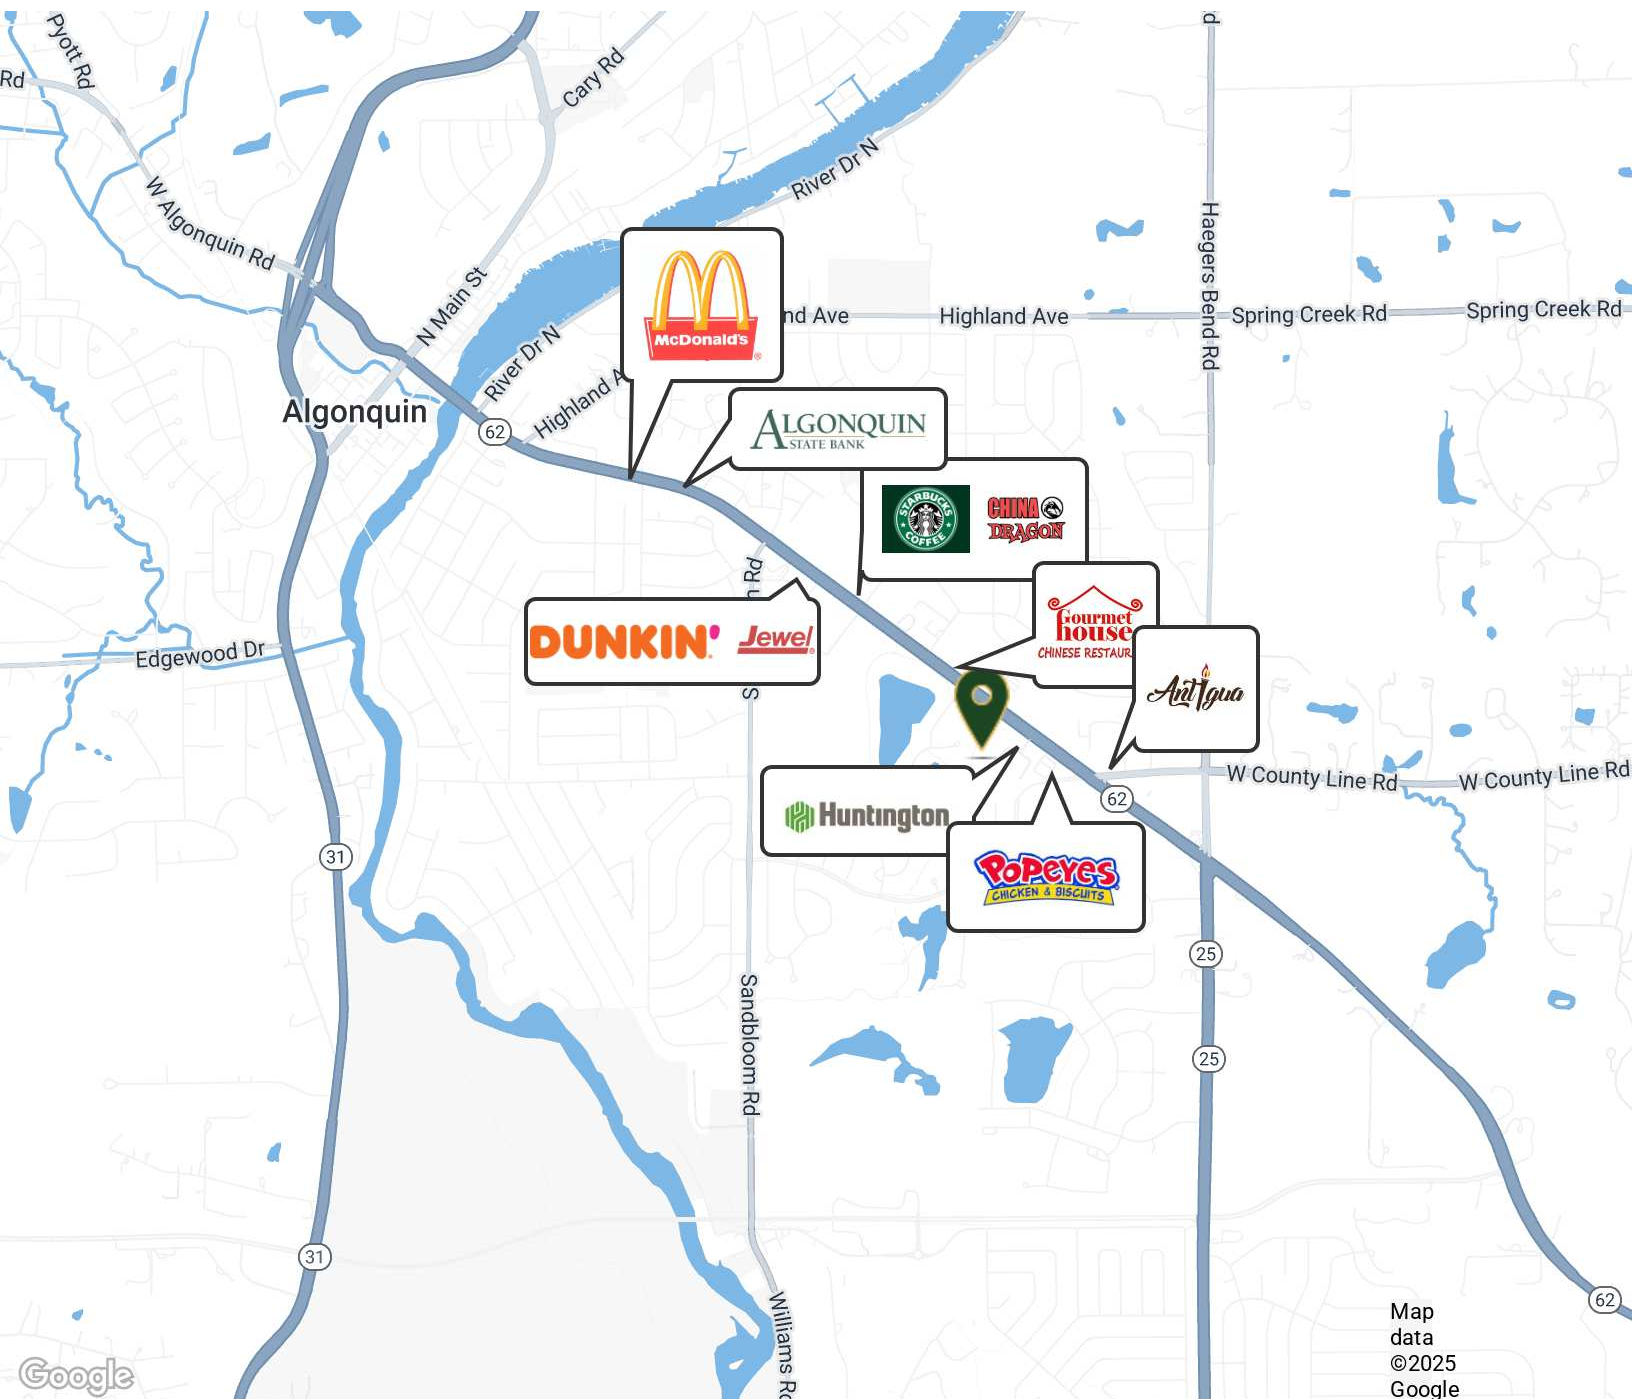 Pyott Rd
Rd
Cary Rd
Rd
W Algonquin Rd
River Dr N
Haegers Bend Rd
N Main St
nd Ave
Highland Ave
Spring Creek Rd
Spring Creek Rd
McDonald's
®
River Dr N
Highland A
Algonquin
62
ALGONQUIN
STATE BANK
STARBUCKS
COFFEE
CHINA
DRAGON
Rd
Gourmet
house
CHINESE RESTAUR
DUNKIN'
Jewel
Edgewood Dr
S
Antigua
W County Line Rd
W County Line Rd
62
Huntington
31
POPEYES
CHICKEN & BISCUITS
25
Sandbloom Rd
25
31
62
Williams Rd
Map
data
©2025
Google
Google